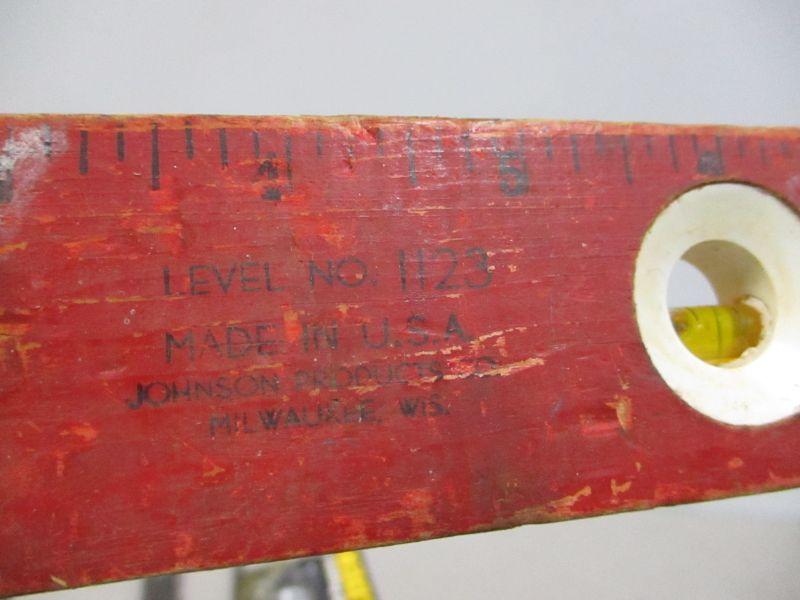 LEVEL NO. 1123
MADE IN U.S.A.
JOHNSON PRODUCTS CO.
MILWAUKEE, WIS.